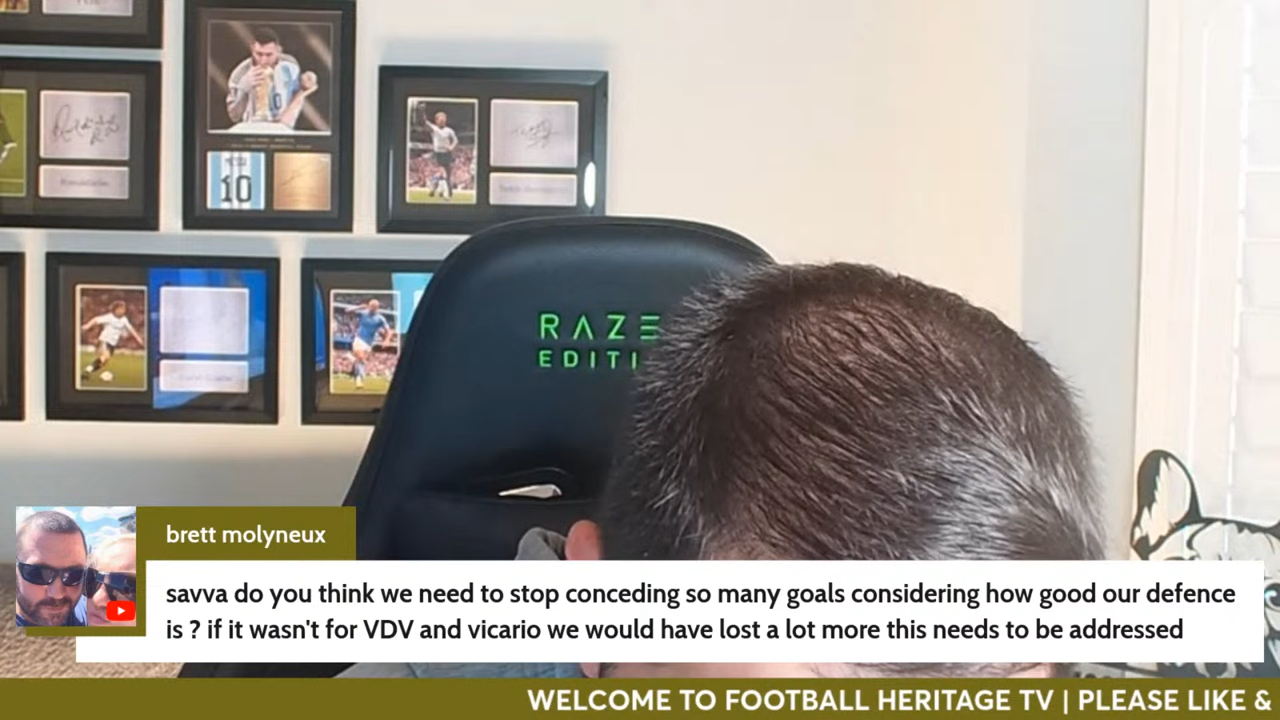 10
RAZE
EDITI
brett molyneux
savva do you think we need to stop conceding so many goals considering how good our defence
is ? if it wasn't for VDV and vicario we would have lost a lot more this needs to be addressed
WELCOME TO FOOTBALL HERITAGE TV | PLEASE LIKE &